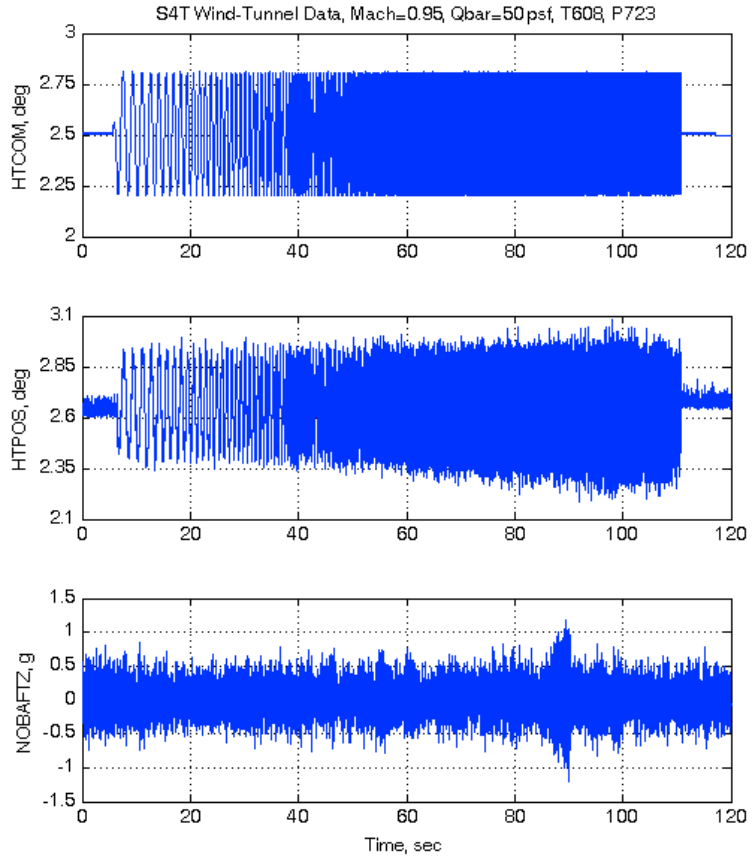 S4T Wind-Tunnel Data, Mach=0.95, Qbar=50 psf, T608, P723
3
2.75
2.5
2.25
2
HTCOM, deg
0 20 40 60 80 100 120
3.1
2.85
2.6
2.35
2.1
HTPOS, deg
0 20 40 60 80 100 120
1.5
1
0.5
0
-0.5
-1
-1.5
NOBAFTZ, g
0 20 40 60 80 100 120
Time, sec